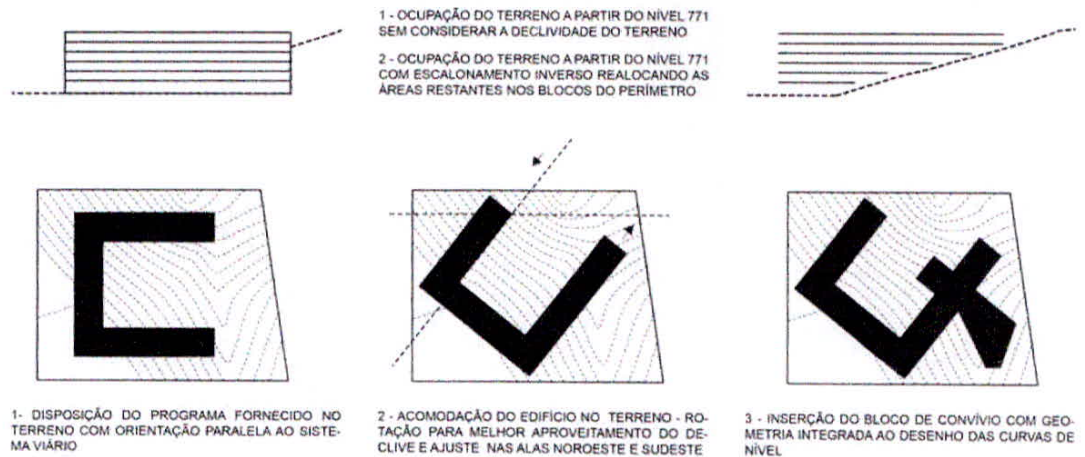 1 - OCUPAÇÃO DO TERRENO A PARTIR DO NÍVEL 771
SEM CONSIDERAR A DECLIVIDADE DO TERRENO
2 - OCUPAÇÃO DO TERRENO A PARTIR DO NÍVEL 771
COM ESCALONAMENTO INVERSO REALOCANDO AS
ÁREAS RESTANTES NOS BLOCOS DO PERÍMETRO
1- DISPOSIÇÃO DO PROGRAMA FORNECIDO NO
TERRENO COM ORIENTAÇÃO PARALELA AO SISTE-
MA VIÁRIO
2 - ACOMODAÇÃO DO EDIFÍCIO NO TERRENO - RO-
TAÇÃO PARA MELHOR APROVEITAMENTO DO DE-
CLIVE E AJUSTE NAS ALAS NOROESTE E SUDESTE
3 - INSERÇÃO DO BLOCO DE CONVÍVIO COM GEO-
METRIA INTEGRADA AO DESENHO DAS CURVAS DE
NÍVEL